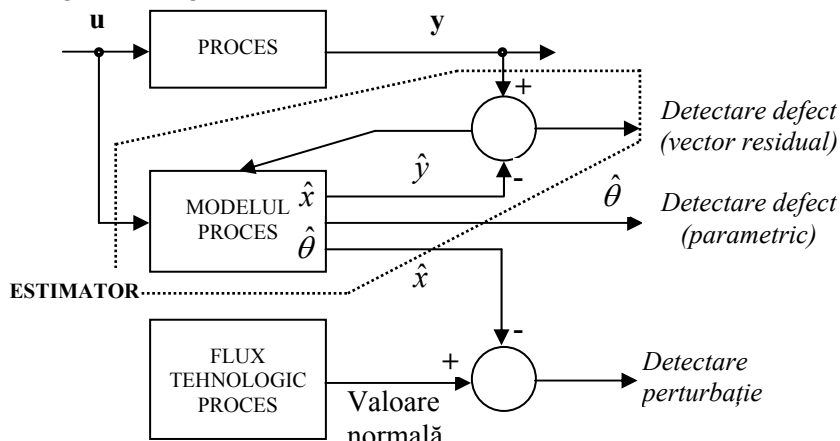 u
y
PROCES
+
Detectare defect
(vector residual)
ŷ
-
x̂
MODELUL
PROCES
θ̂
θ̂
Detectare defect
(parametric)
x̂
ESTIMATOR
-
FLUX
TEHNOLOGIC
PROCES
+
Valoare
normală
Detectare
perturbație